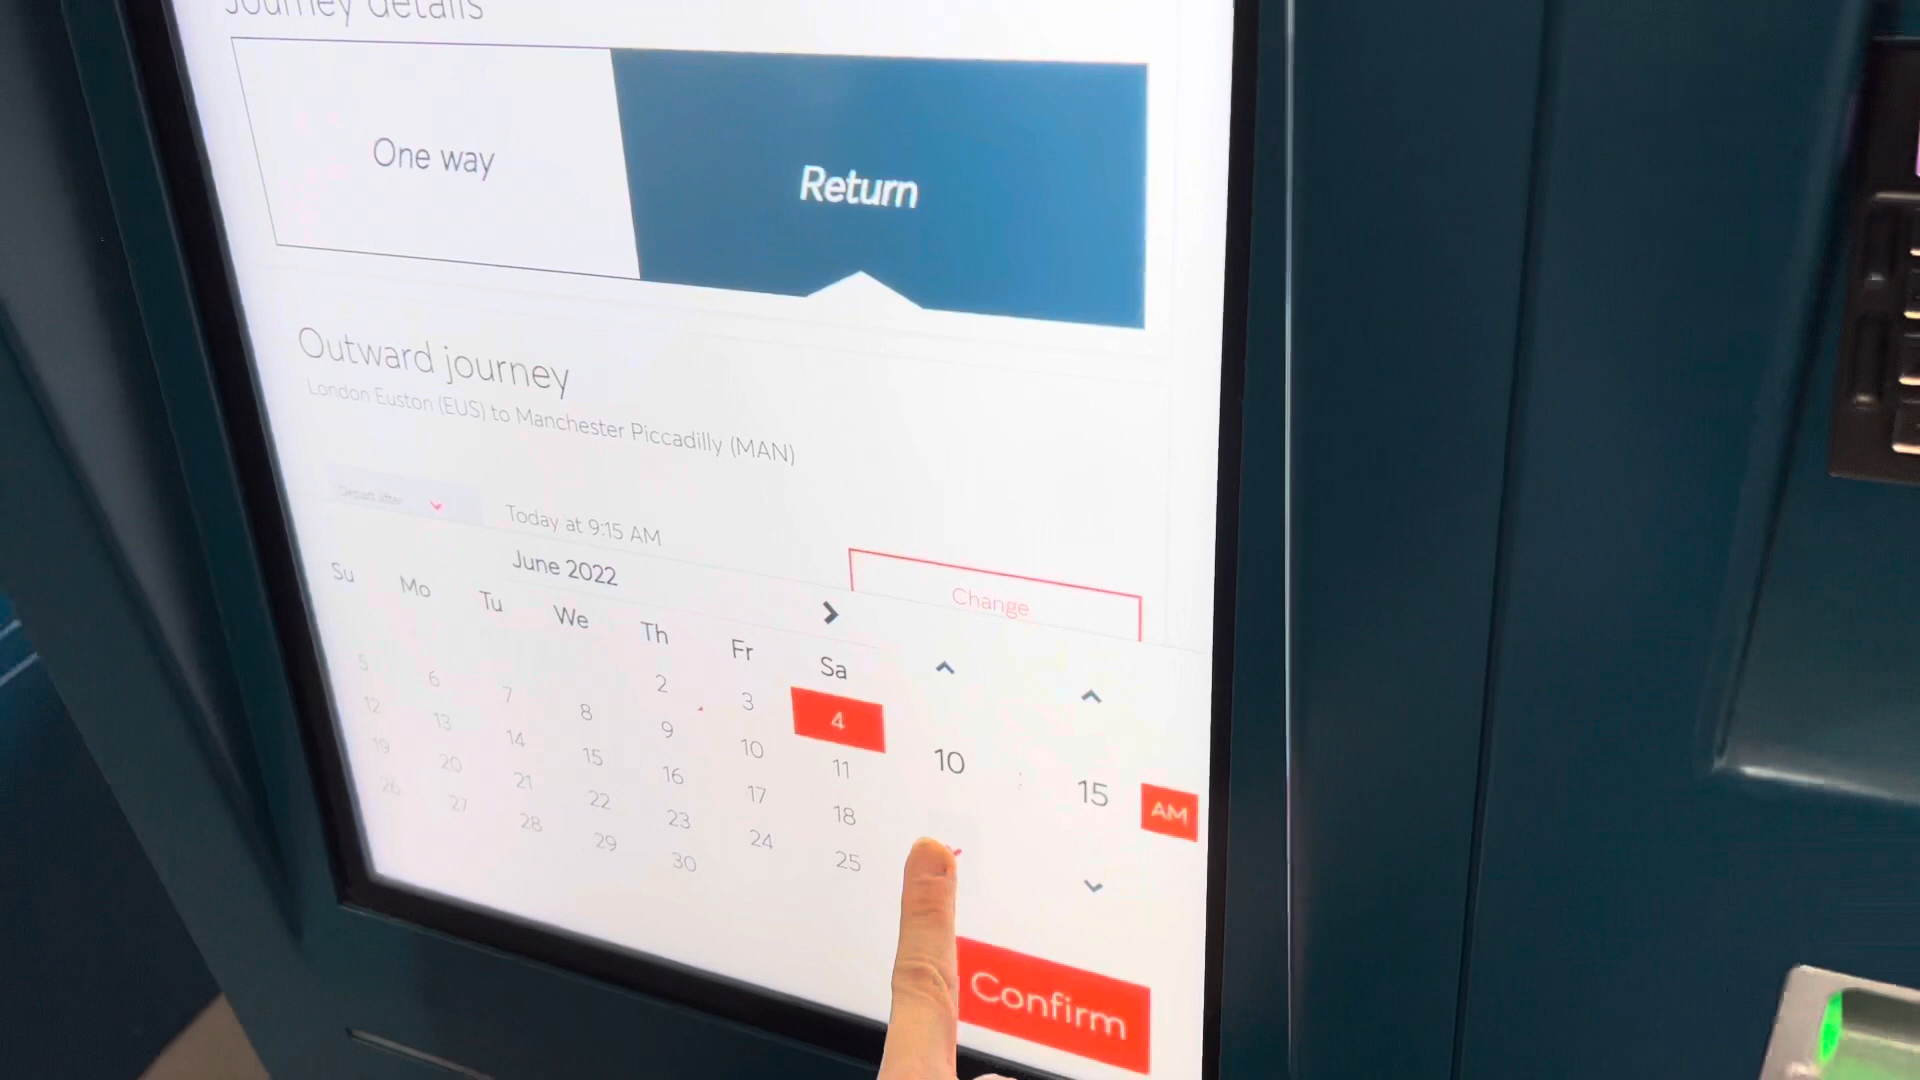 Journey details
One way
Return
Outward journey
London Euston (EUS) to Manchester Piccadilly (MAN)
Depart after
Today at 9:15 AM
Change
June 2022
Su Mo Tu We Th Fr Sa
2 3 4
5 6 7 8 9 10 11
12 13 14 15 16 17 18
19 20 21 22 23 24 25
26 27 28 29 30
10 : 15 AM
Confirm